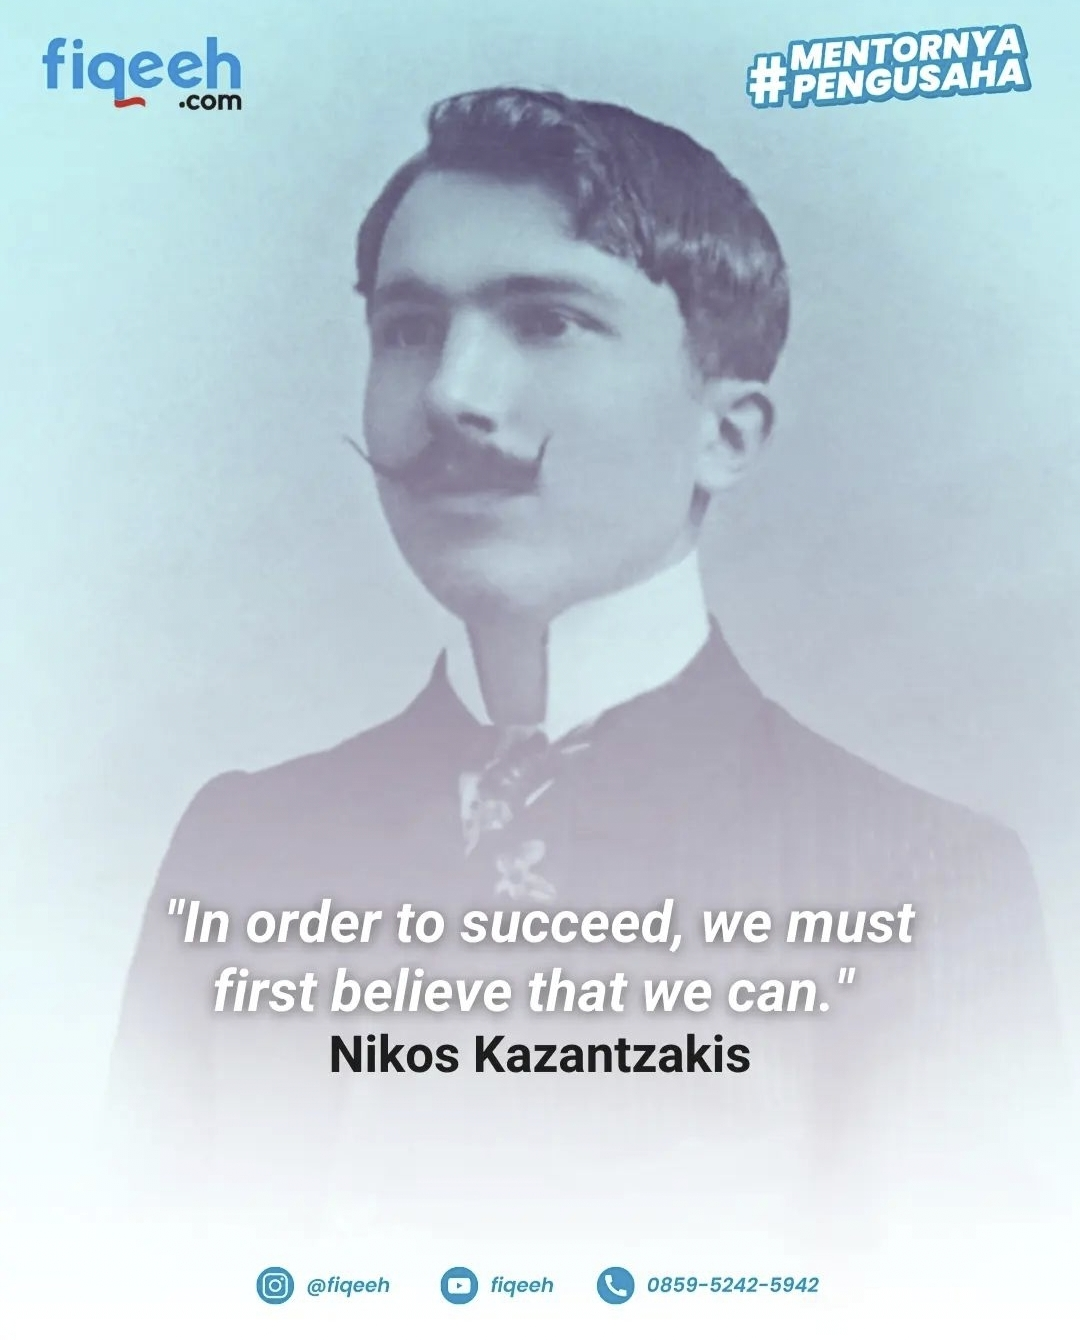 fiqeeh
.com
#MENTORNYA
PENGUSAHA
"In order to succeed, we must
first believe that we can."
Nikos Kazantzakis
@fiqeeh
fiqeeh
0859-5242-5942